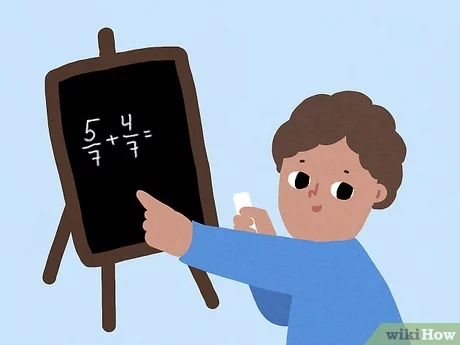 5/7 + 4/7 =
wikiHow